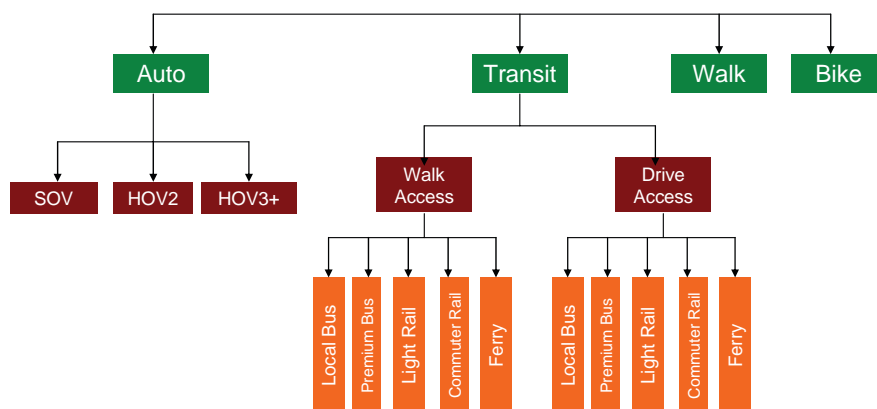 Auto
Transit
Walk
Bike
SOV
HOV2
HOV3+
Walk
Access
Drive
Access
Local Bus
Premium Bus
Light Rail
Commuter Rail
Ferry
Local Bus
Premium Bus
Light Rail
Commuter Rail
Ferry